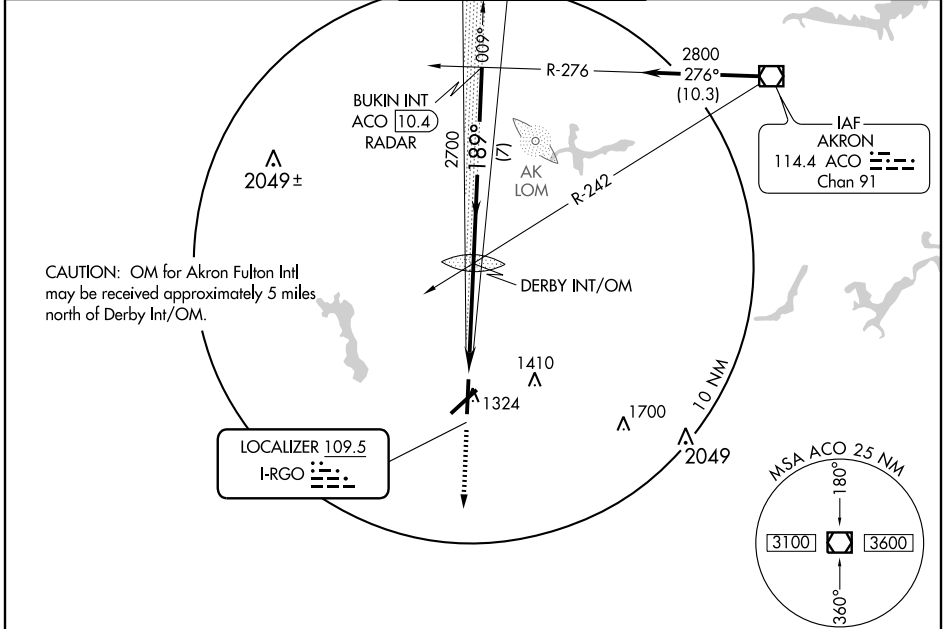 009°
2800
R-276
276°
(10.3)
BUKIN INT
ACO 10.4
RADAR
2700
189°
(7)
AK
LOM
IAF
AKRON
114.4 ACO
Chan 91
2049 ±
R-242
CAUTION: OM for Akron Fulton Intl
may be received approximately 5 miles
north of Derby Int/OM.
DERBY INT/OM
1410
1324
10 NM
1700
2049
LOCALIZER 109.5
I-RGO
MSA ACO 25 NM
180°
3100
3600
360°